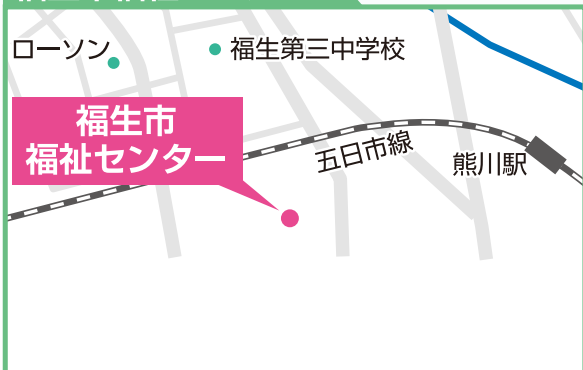 ローソン
福生第三中学校
福生市
福祉センター
五日市線
熊川駅